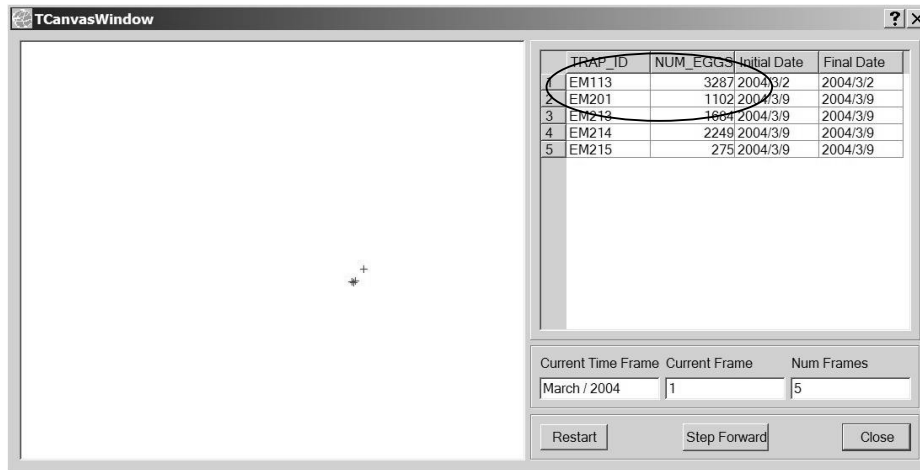 TCanvasWindow
TRAP_ID NUM_EGGS Initial Date Final Date
1 EM113 3287 2004/3/2 2004/3/2
2 EM201 1102 2004/3/9 2004/3/9
3 EM213 1684 2004/3/9 2004/3/9
4 EM214 2249 2004/3/9 2004/3/9
5 EM215 275 2004/3/9 2004/3/9
Current Time Frame Current Frame Num Frames
March / 2004 1 5
Restart Step Forward Close